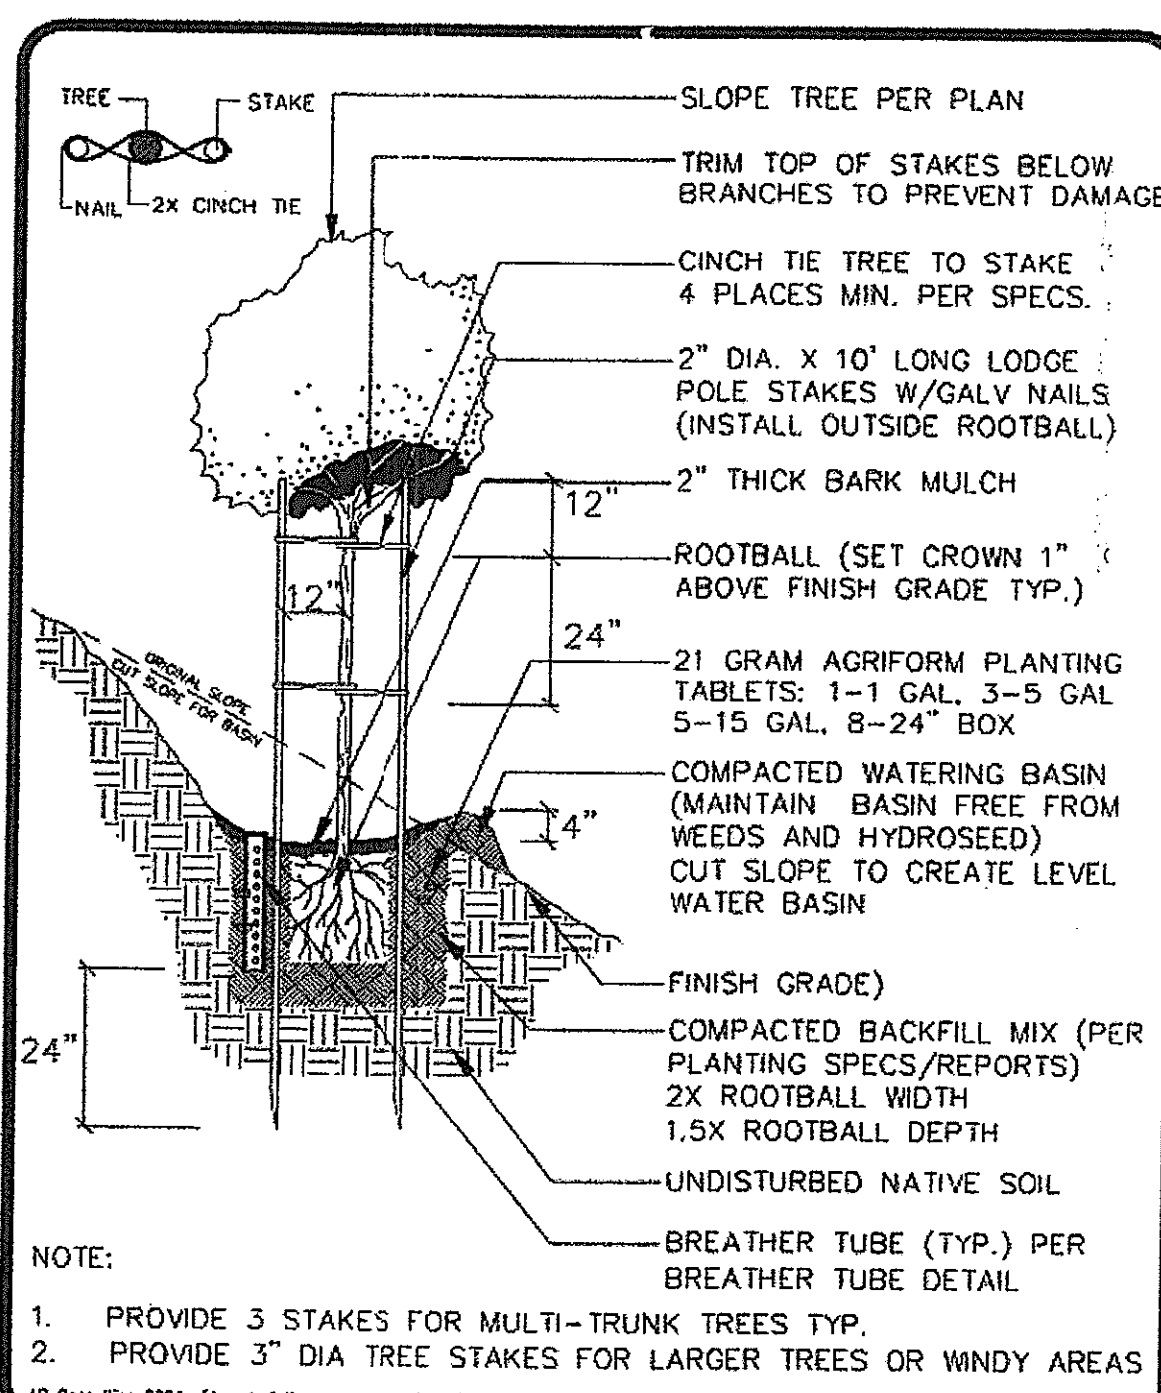 TREE
STAKE
NAIL
2X CINCH TIE
SLOPE TREE PER PLAN
TRIM TOP OF STAKES BELOW
BRANCHES TO PREVENT DAMAGE
CINCH TIE TREE TO STAKE
4 PLACES MIN. PER SPECS.
2" DIA. X 10' LONG LODGE
POLE STAKES W/GALV NAILS
(INSTALL OUTSIDE ROOTBALL)
2" THICK BARK MULCH
12"
ROOTBALL (SET CROWN 1"
ABOVE FINISH GRADE TYP.)
12"
24"
ORIGINAL SLOPE
CUT SLOPE FOR BASIN
21 GRAM AGRIFORM PLANTING
TABLETS: 1-1 GAL. 3-5 GAL
5-15 GAL. 8-24" BOX
COMPACTED WATERING BASIN
(MAINTAIN BASIN FREE FROM
WEEDS AND HYDROSEED)
CUT SLOPE TO CREATE LEVEL
WATER BASIN
4"
FINISH GRADE)
COMPACTED BACKFILL MIX (PER
PLANTING SPECS/REPORTS)
2X ROOTBALL WIDTH
1.5X ROOTBALL DEPTH
24"
UNDISTURBED NATIVE SOIL
BREATHER TUBE (TYP.) PER
BREATHER TUBE DETAIL
NOTE:
1. PROVIDE 3 STAKES FOR MULTI-TRUNK TREES TYP.
2. PROVIDE 3" DIA TREE STAKES FOR LARGER TREES OR WINDY AREAS